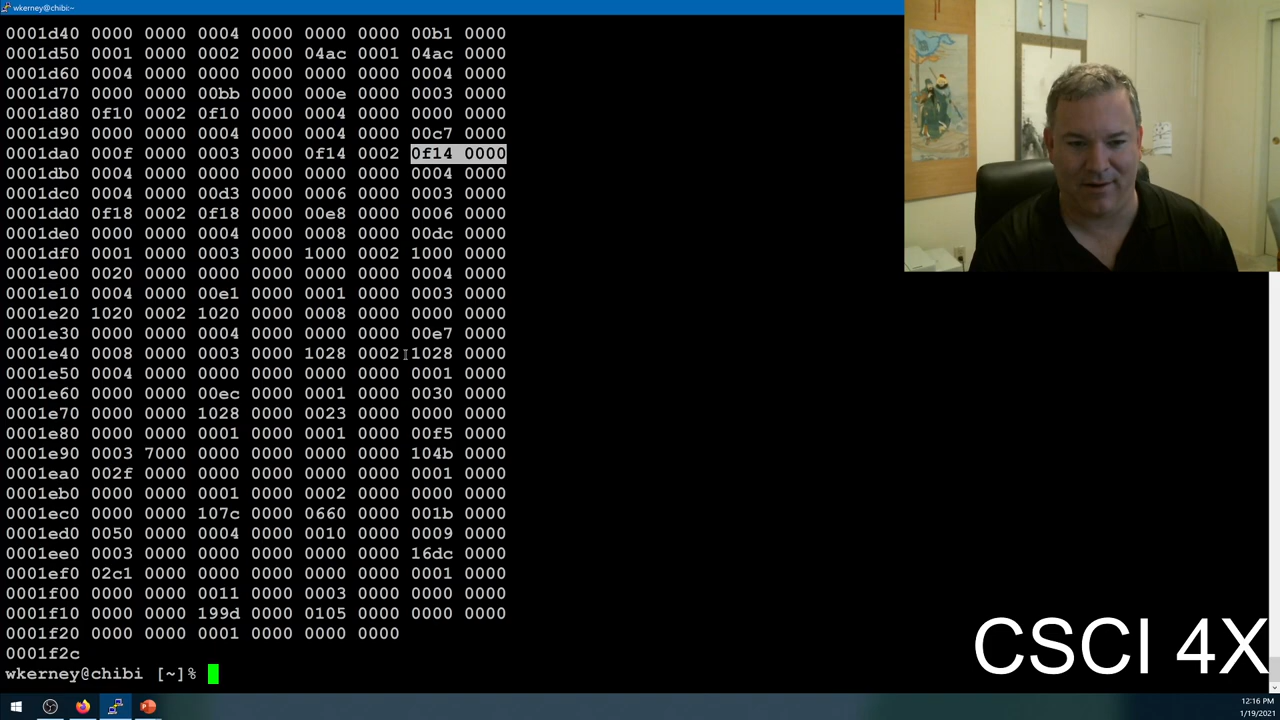 wkerney@chibi:~
0001d40 0000 0000 0004 0000 0000 0000 00b1 0000
0001d50 0001 0000 0002 0000 04ac 0001 04ac 0000
0001d60 0004 0000 0000 0000 0000 0000 0004 0000
0001d70 0000 0000 00bb 0000 000e 0000 0003 0000
0001d80 0f10 0002 0f10 0000 0004 0000 0000 0000
0001d90 0000 0000 0004 0000 0004 0000 00c7 0000
0001da0 000f 0000 0003 0000 0f14 0002 0f14 0000
0001db0 0004 0000 0000 0000 0000 0000 0004 0000
0001dc0 0004 0000 00d3 0000 0006 0000 0003 0000
0001dd0 0f18 0002 0f18 0000 00e8 0000 0006 0000
0001de0 0000 0000 0004 0000 0008 0000 00dc 0000
0001df0 0001 0000 0003 0000 1000 0002 1000 0000
0001e00 0020 0000 0000 0000 0000 0000 0004 0000
0001e10 0004 0000 00e1 0000 0001 0000 0003 0000
0001e20 1020 0002 1020 0000 0008 0000 0000 0000
0001e30 0000 0000 0004 0000 0000 0000 00e7 0000
0001e40 0008 0000 0003 0000 1028 0002 1028 0000
0001e50 0004 0000 0000 0000 0000 0000 0001 0000
0001e60 0000 0000 00ec 0000 0001 0000 0030 0000
0001e70 0000 0000 1028 0000 0023 0000 0000 0000
0001e80 0000 0000 0001 0000 0001 0000 00f5 0000
0001e90 0003 7000 0000 0000 0000 0000 104b 0000
0001ea0 002f 0000 0000 0000 0000 0000 0001 0000
0001eb0 0000 0000 0001 0000 0002 0000 0000 0000
0001ec0 0000 0000 107c 0000 0660 0000 001b 0000
0001ed0 0050 0000 0004 0000 0010 0000 0009 0000
0001ee0 0003 0000 0000 0000 0000 0000 16dc 0000
0001ef0 02c1 0000 0000 0000 0000 0000 0001 0000
0001f00 0000 0000 0011 0000 0003 0000 0000 0000
0001f10 0000 0000 199d 0000 0105 0000 0000 0000
0001f20 0000 0000 0001 0000 0000 0000
0001f2c
wkerney@chibi [~]%
CSCI 4X
12:16 PM
1/19/2021